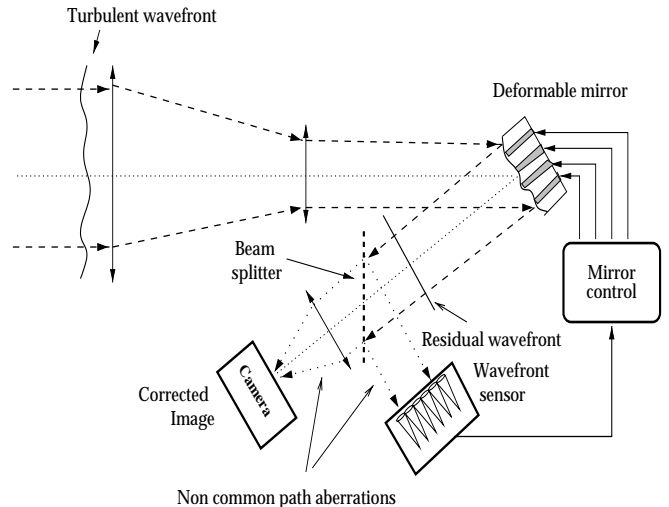 Turbulent wavefront
Deformable mirror
Beam
splitter
Mirror
control
Residual wavefront
Camera
Wavefront
sensor
Corrected
Image
Non common path aberrations